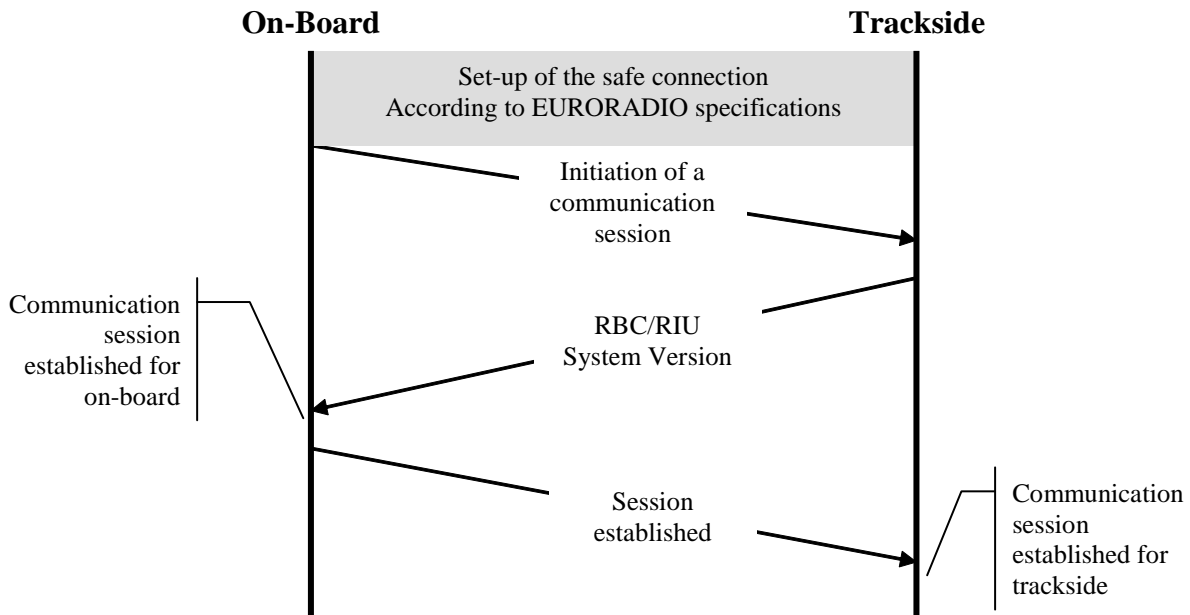 On-Board
Trackside
Set-up of the safe connection
According to EURORADIO specifications
Initiation of a
communication
session
Communication
session
established for
on-board
RBC/RIU
System Version
Session
established
Communication
session
established for
trackside